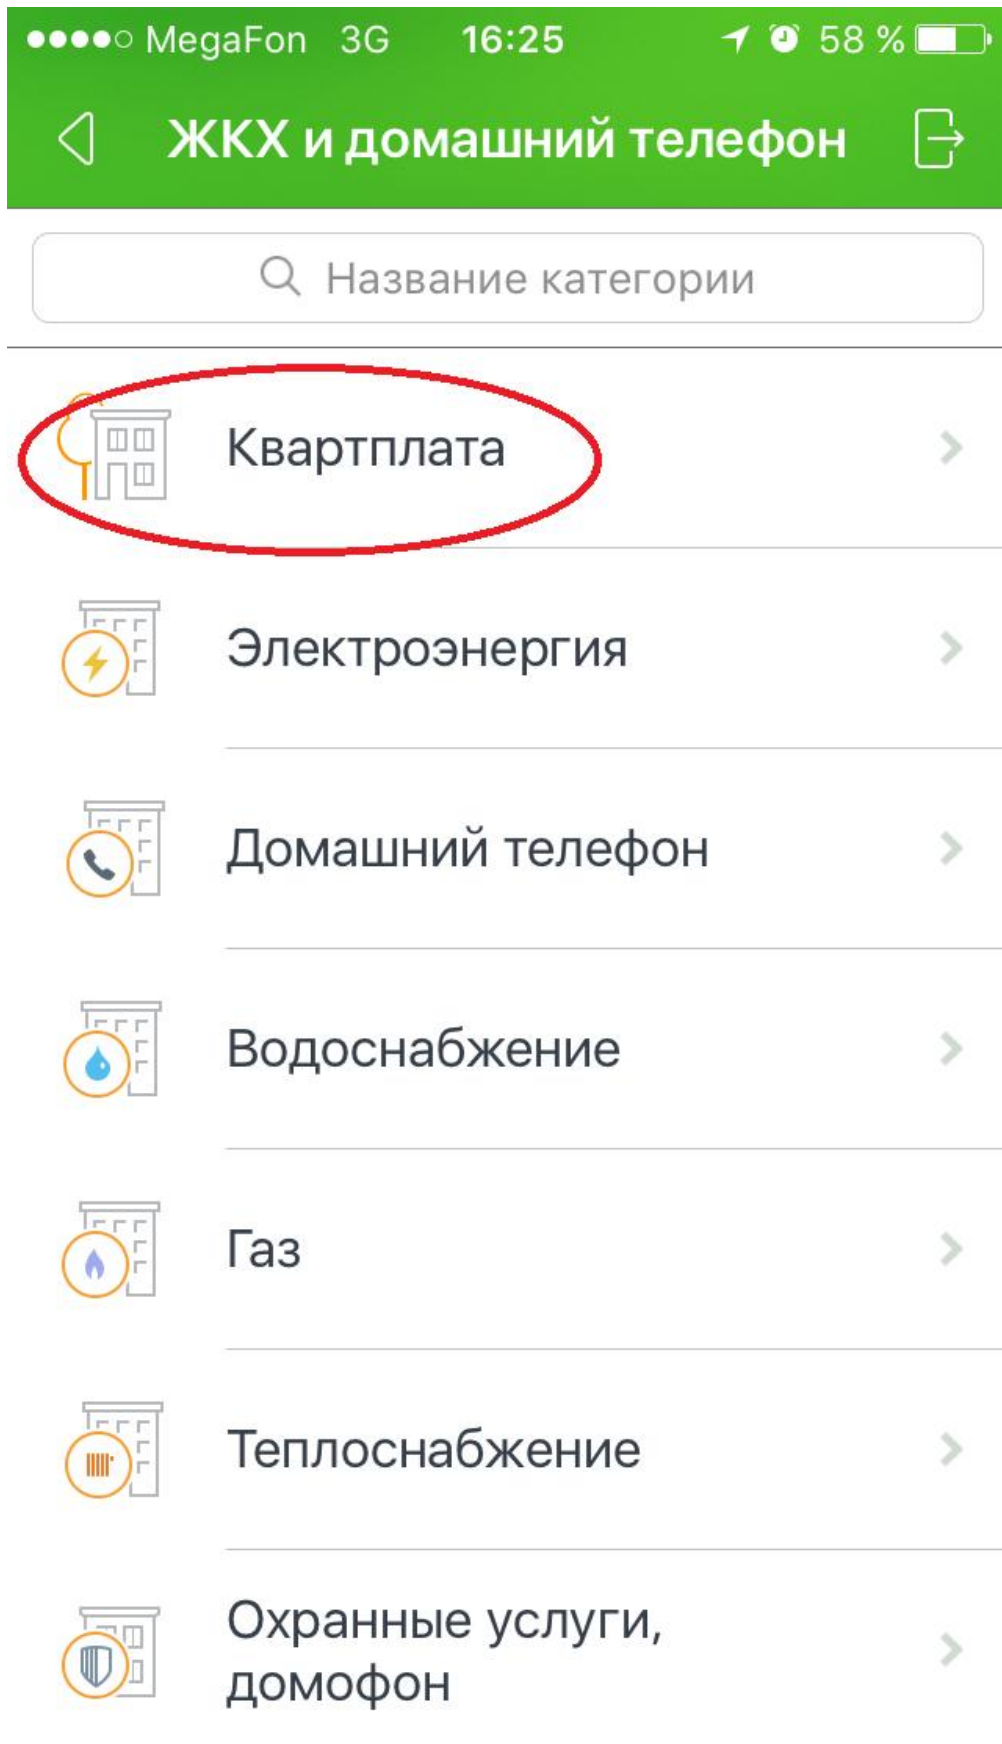 MegaFon 3G 16:25 58 %
ЖКХ и домашний телефон
Название категории
Квартплата
Электроэнергия
Домашний телефон
Водоснабжение
Газ
Теплоснабжение
Охранные услуги,
домофон